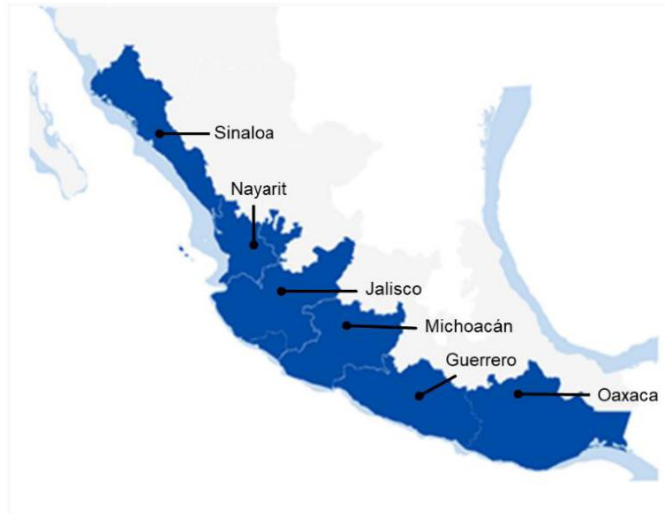 Sinaloa
Nayarit
Jalisco
Michoacán
Guerrero
Oaxaca